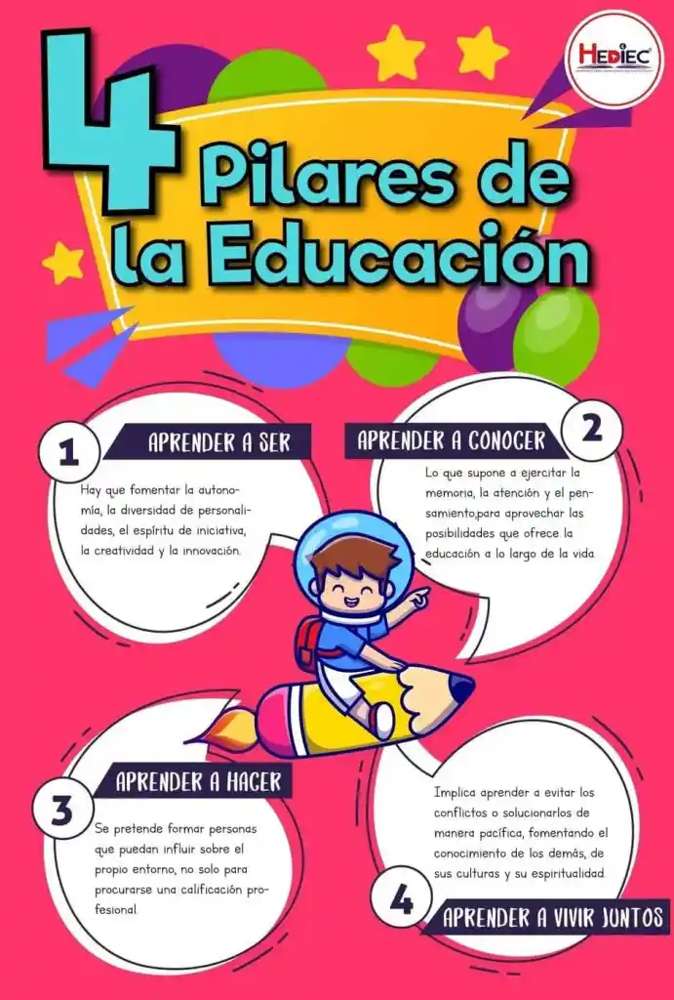 HEDIEC
4 Pilares de
la Educación
1
APRENDER A SER
Hay que fomentar la autono-
mía, la diversidad de personali-
dades, el espíritu de iniciativa,
la creatividad y la innovación.
2
APRENDER A CONOCER
Lo que supone a ejercitar la
memoria, la atención y el pen-
samiento,para aprovechar las
posibilidades que ofrece la
educación a lo largo de la vida.
3
APRENDER A HACER
Se pretende formar personas
que puedan influir sobre el
propio entorno, no solo para
procurarse una calificación pro-
fesional.
Implica aprender a evitar los
conflictos o solucionarlos de
manera pacífica, fomentando el
conocimiento de los demás, de
sus culturas y su espiritualidad.
4
APRENDER A VIVIR JUNTOS